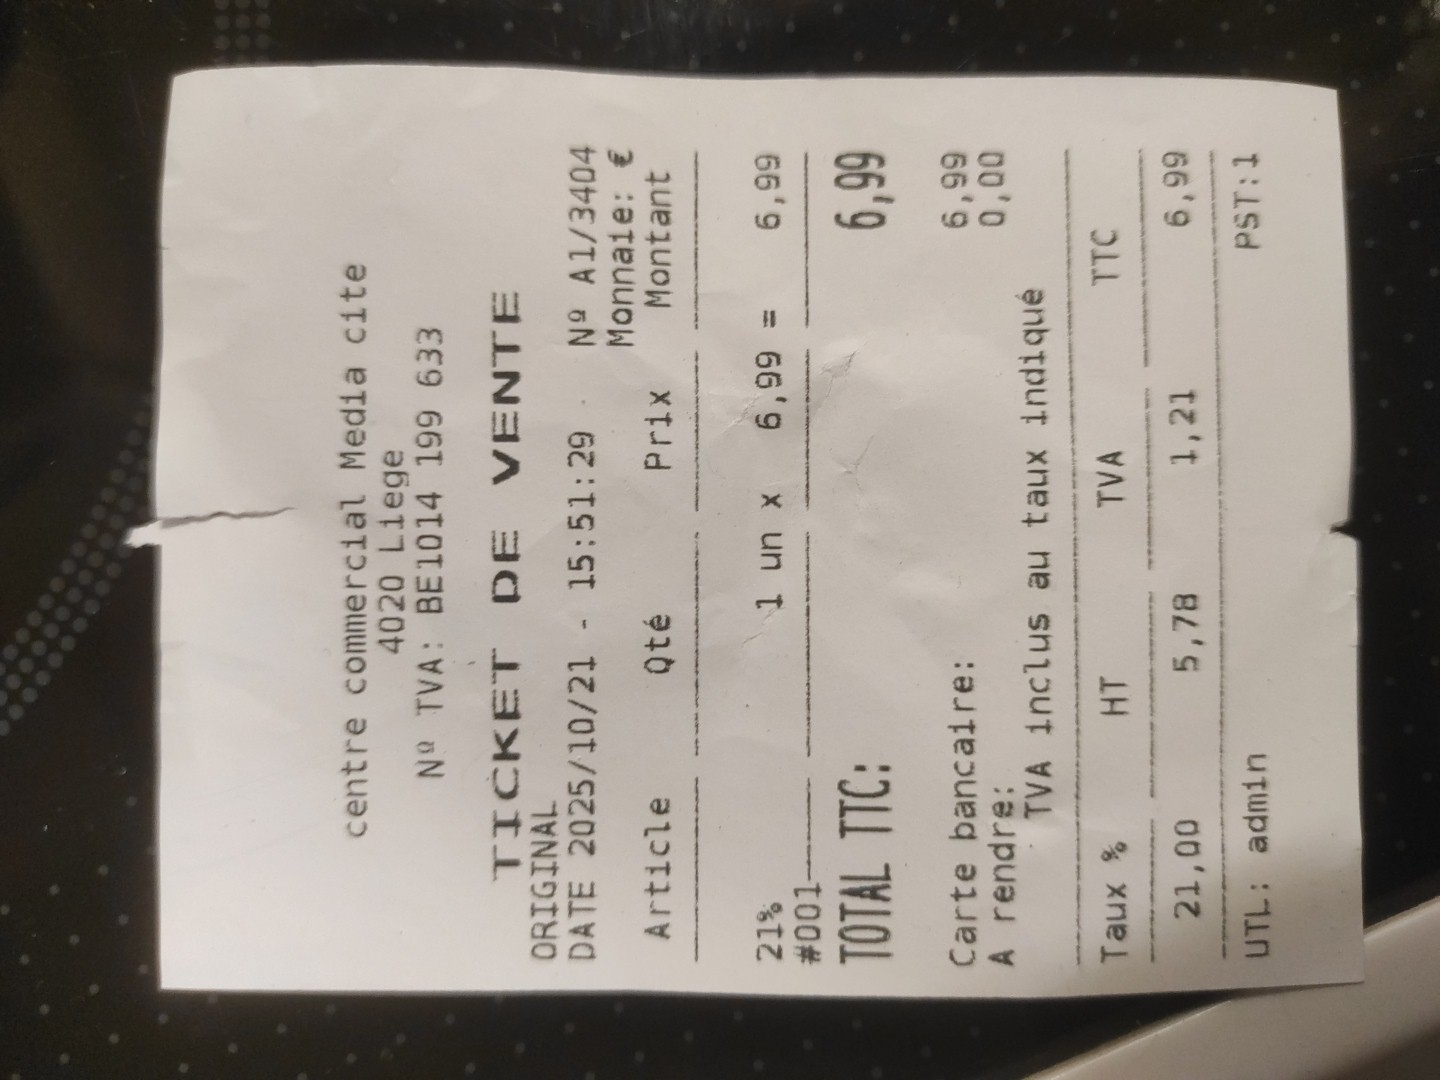 centre commercial Media cite
4020 Liege
Nº TVA: BE1014 199 633
TICKET DE VENTE
ORIGINAL
DATE 2025/10/21 - 15:51:29 Nº A1/3404
Monnaie: €
Article Qté Prix Montant
21% 1 un x 6,99 = 6,99
#001
TOTAL TTC: 6,99
Carte bancaire: 6,99
A rendre: 0,00
TVA inclus au taux indiqué
Taux % HT TVA TTC
21,00 5,78 1,21 6,99
UTL: admin PST:1